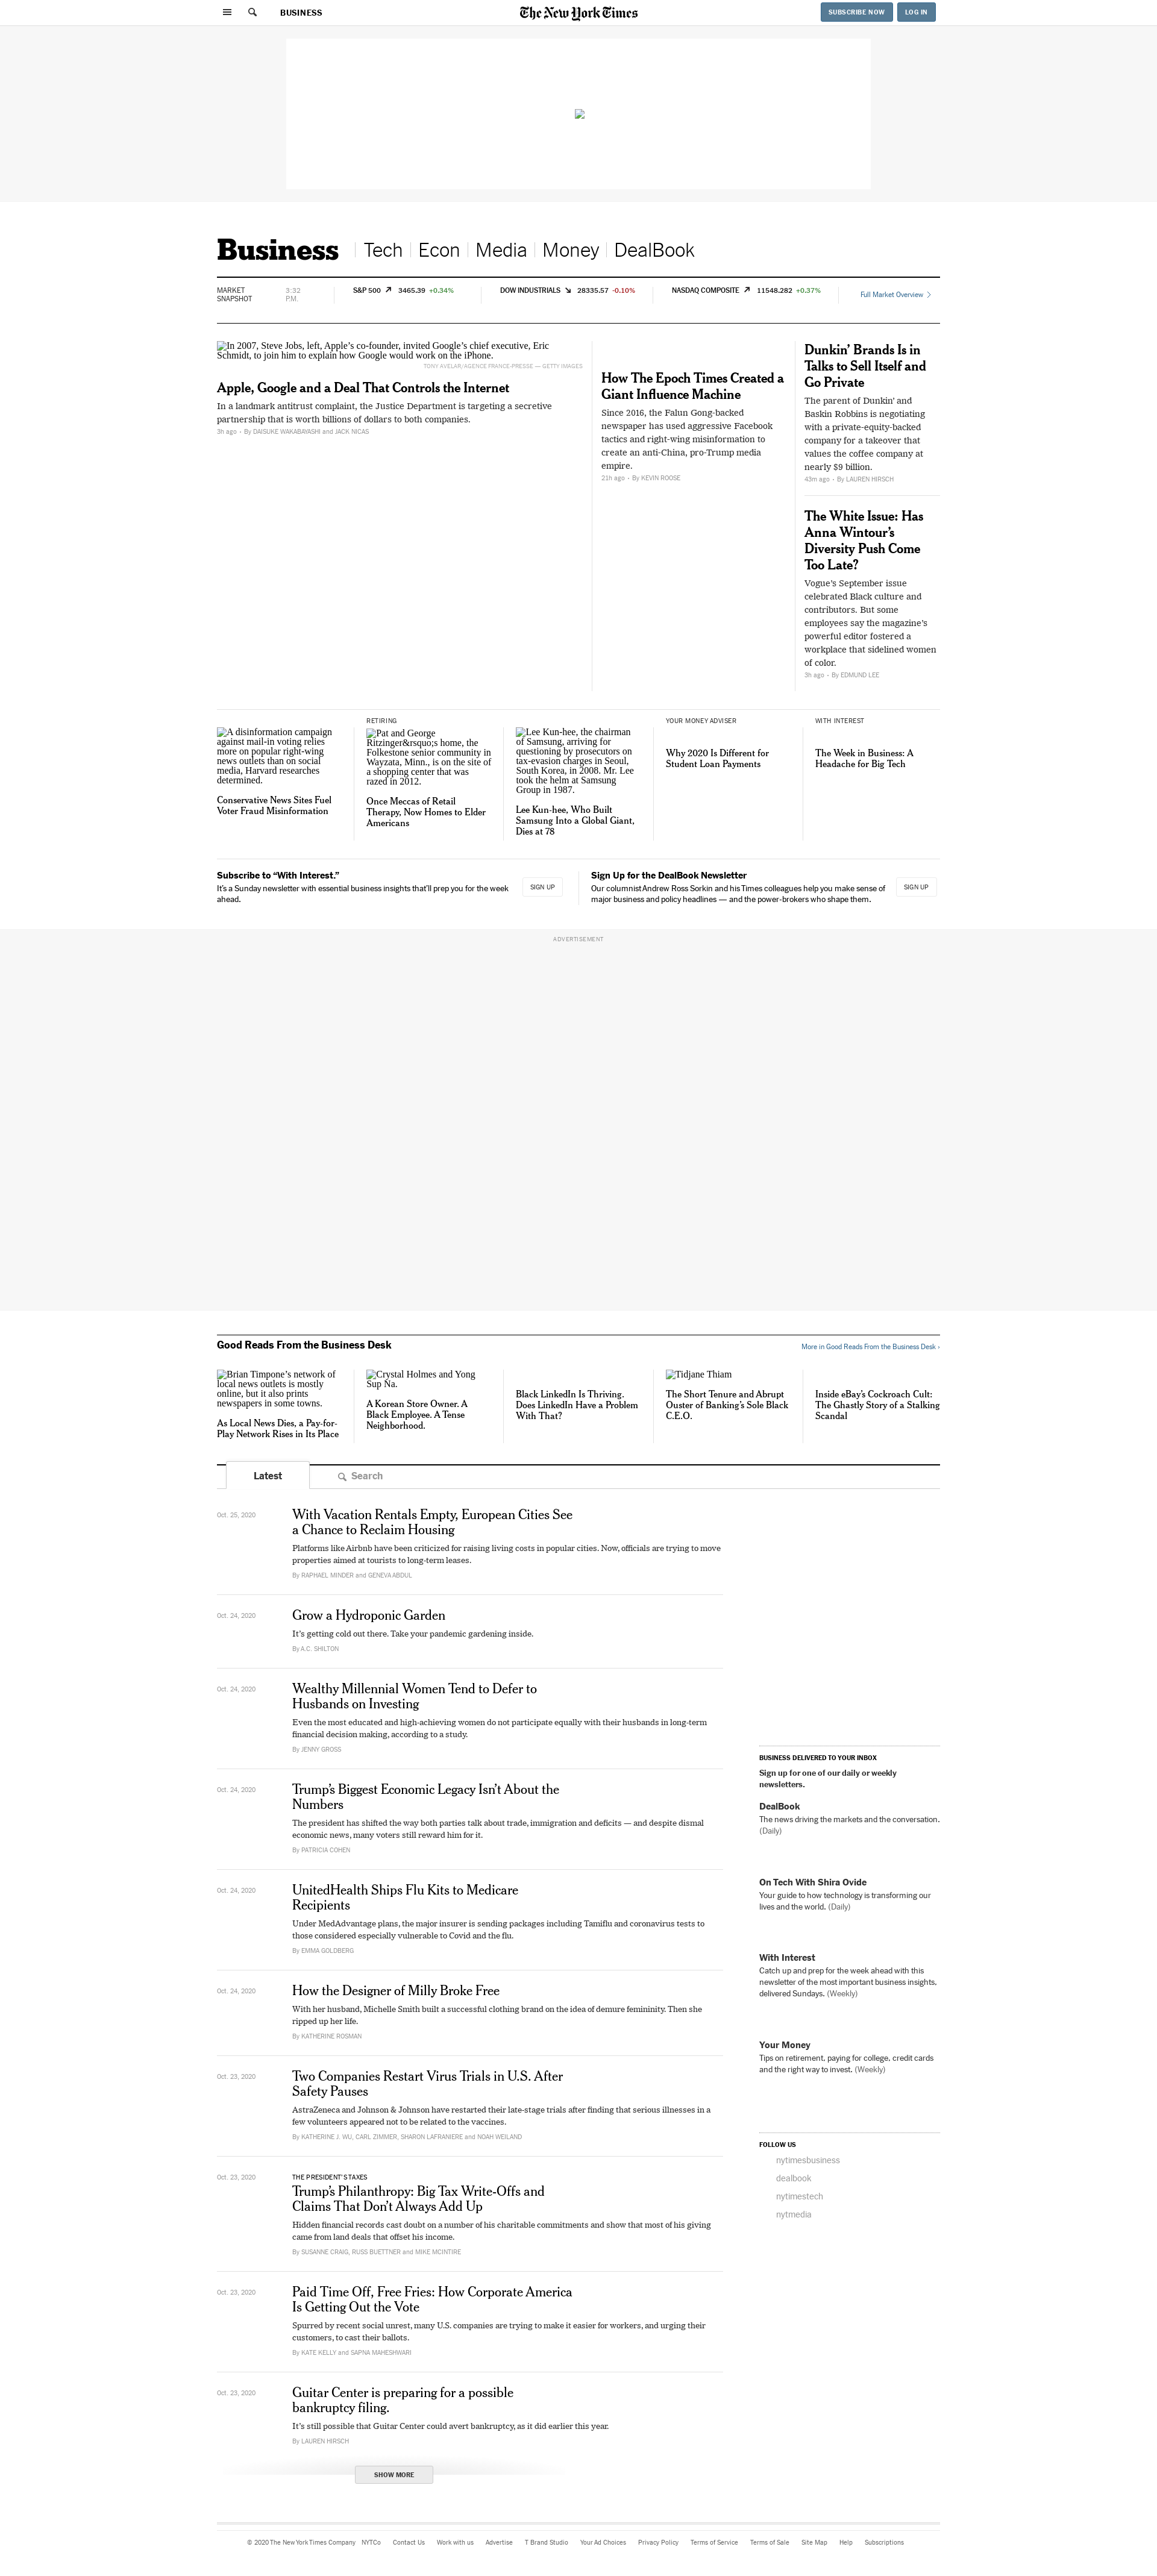 BUSINESS
The New York Times
SUBSCRIBE NOW
LOG IN
Business
Tech
Econ
Media
Money
DealBook
MARKET
SNAPSHOT
3:32
P.M.
S&P 500 3465.39 +0.34%
DOW INDUSTRIALS 28335.57 -0.10%
NASDAQ COMPOSITE 11548.282 +0.37%
Full Market Overview
In 2007, Steve Jobs, left, Apple's co-founder, invited Google's chief executive, Eric
Schmidt, to join him to explain how Google would work on the iPhone.
TONY AVELAR/AGENCE FRANCE-PRESSE — GETTY IMAGES
Apple, Google and a Deal That Controls the Internet
In a landmark antitrust complaint, the Justice Department is targeting a secretive
partnership that is worth billions of dollars to both companies.
3h ago - By DAISUKE WAKABAYASHI and JACK NICAS
How The Epoch Times Created a
Giant Influence Machine
Since 2016, the Falun Gong-backed
newspaper has used aggressive Facebook
tactics and right-wing misinformation to
create an anti-China, pro-Trump media
empire.
21h ago - By KEVIN ROOSE
Dunkin' Brands Is in
Talks to Sell Itself and
Go Private
The parent of Dunkin' and
Baskin Robbins is negotiating
with a private-equity-backed
company for a takeover that
values the coffee company at
nearly $9 billion.
43m ago - By LAUREN HIRSCH
The White Issue: Has
Anna Wintour's
Diversity Push Come
Too Late?
Vogue's September issue
celebrated Black culture and
contributors. But some
employees say the magazine's
powerful editor fostered a
workplace that sidelined women
of color.
3h ago - By EDMUND LEE
A disinformation campaign
against mail-in voting relies
more on popular right-wing
news outlets than on social
media, Harvard researches
determined.
Conservative News Sites Fuel
Voter Fraud Misinformation
RETIRING
Pat and George
Ritzinger&rsquo;s home, the
Folkestone senior community in
Wayzata, Minn., is on the site of
a shopping center that was
razed in 2012.
Once Meccas of Retail
Therapy, Now Homes to Elder
Americans
Lee Kun-hee, the chairman
of Samsung, arriving for
questioning by prosecutors on
tax-evasion charges in Seoul,
South Korea, in 2008. Mr. Lee
took the helm at Samsung
Group in 1987.
Lee Kun-hee, Who Built
Samsung Into a Global Giant,
Dies at 78
YOUR MONEY ADVISER
Why 2020 Is Different for
Student Loan Payments
WITH INTEREST
The Week in Business: A
Headache for Big Tech
Subscribe to “With Interest.”
It's a Sunday newsletter with essential business insights that'll prep you for the week
ahead.
SIGN UP
Sign Up for the DealBook Newsletter
Our columnist Andrew Ross Sorkin and his Times colleagues help you make sense of
major business and policy headlines — and the power-brokers who shape them.
SIGN UP
ADVERTISEMENT
Good Reads From the Business Desk
More in Good Reads From the Business Desk ›
Brian Timpone's network of
local news outlets is mostly
online, but it also prints
newspapers in some towns.
As Local News Dies, a Pay-for-
Play Network Rises in Its Place
Crystal Holmes and Yong
Sup Na.
A Korean Store Owner. A
Black Employee. A Tense
Neighborhood.
Black LinkedIn Is Thriving.
Does LinkedIn Have a Problem
With That?
Tidjane Thiam
The Short Tenure and Abrupt
Ouster of Banking's Sole Black
C.E.O.
Inside eBay's Cockroach Cult:
The Ghastly Story of a Stalking
Scandal
Latest
Search
Oct. 25, 2020
With Vacation Rentals Empty, European Cities See
a Chance to Reclaim Housing
Platforms like Airbnb have been criticized for raising living costs in popular cities. Now, officials are trying to move
properties aimed at tourists to long-term leases.
By RAPHAEL MINDER and GENEVA ABDUL
Oct. 24, 2020
Grow a Hydroponic Garden
It's getting cold out there. Take your pandemic gardening inside.
By A.C. SHILTON
Oct. 24, 2020
Wealthy Millennial Women Tend to Defer to
Husbands on Investing
Even the most educated and high-achieving women do not participate equally with their husbands in long-term
financial decision making, according to a study.
By JENNY GROSS
Oct. 24, 2020
Trump's Biggest Economic Legacy Isn't About the
Numbers
The president has shifted the way both parties talk about trade, immigration and deficits — and despite dismal
economic news, many voters still reward him for it.
By PATRICIA COHEN
Oct. 24, 2020
UnitedHealth Ships Flu Kits to Medicare
Recipients
Under MedAdvantage plans, the major insurer is sending packages including Tamiflu and coronavirus tests to
those considered especially vulnerable to Covid and the flu.
By EMMA GOLDBERG
Oct. 24, 2020
How the Designer of Milly Broke Free
With her husband, Michelle Smith built a successful clothing brand on the idea of demure femininity. Then she
ripped up her life.
By KATHERINE ROSMAN
Oct. 23, 2020
Two Companies Restart Virus Trials in U.S. After
Safety Pauses
AstraZeneca and Johnson & Johnson have restarted their late-stage trials after finding that serious illnesses in a
few volunteers appeared not to be related to the vaccines.
By KATHERINE J. WU, CARL ZIMMER, SHARON LAFRANIERE and NOAH WEILAND
Oct. 23, 2020
THE PRESIDENT'S TAXES
Trump's Philanthropy: Big Tax Write-Offs and
Claims That Don't Always Add Up
Hidden financial records cast doubt on a number of his charitable commitments and show that most of his giving
came from land deals that offset his income.
By SUSANNE CRAIG, RUSS BUETTNER and MIKE MCINTIRE
Oct. 23, 2020
Paid Time Off, Free Fries: How Corporate America
Is Getting Out the Vote
Spurred by recent social unrest, many U.S. companies are trying to make it easier for workers, and urging their
customers, to cast their ballots.
By KATE KELLY and SAPNA MAHESHWARI
Oct. 23, 2020
Guitar Center is preparing for a possible
bankruptcy filing.
It's still possible that Guitar Center could avert bankruptcy, as it did earlier this year.
By LAUREN HIRSCH
SHOW MORE
BUSINESS DELIVERED TO YOUR INBOX
Sign up for one of our daily or weekly
newsletters.
DealBook
The news driving the markets and the conversation.
(Daily)
On Tech With Shira Ovide
Your guide to how technology is transforming our
lives and the world. (Daily)
With Interest
Catch up and prep for the week ahead with this
newsletter of the most important business insights,
delivered Sundays. (Weekly)
Your Money
Tips on retirement, paying for college, credit cards
and the right way to invest. (Weekly)
FOLLOW US
nytimesbusiness
dealbook
nytimestech
nytmedia
© 2020 The New York Times Company NYTCo Contact Us Work with us Advertise T Brand Studio Your Ad Choices Privacy Policy Terms of Service Terms of Sale Site Map Help Subscriptions